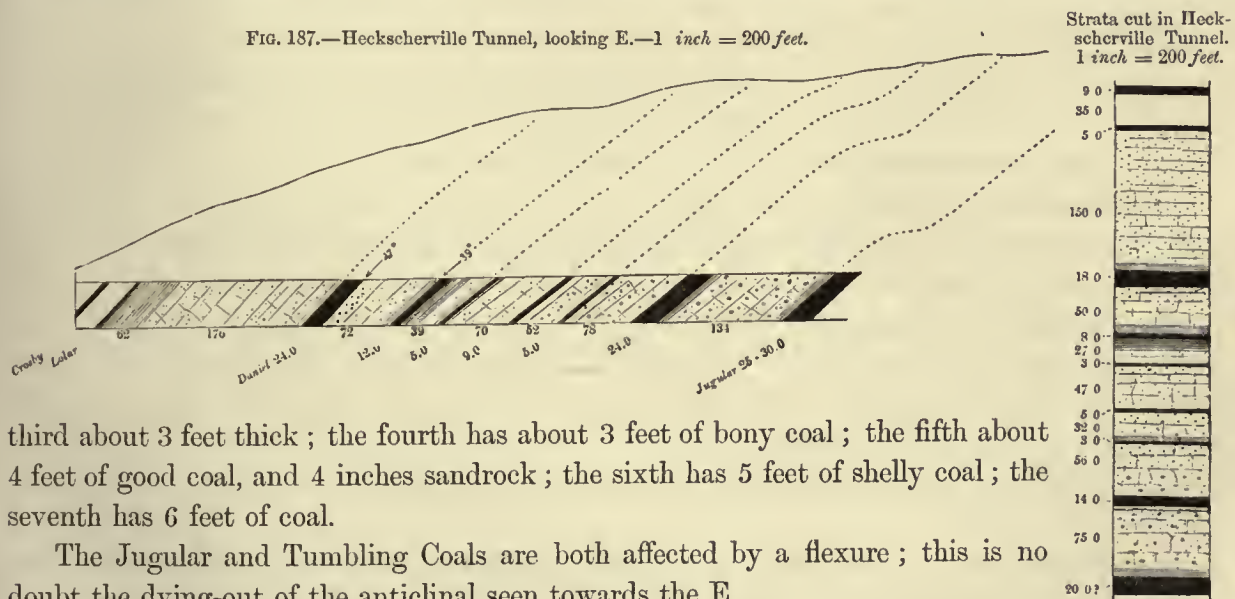 FIG. 187.—Heckscherville Tunnel, looking E.—1 inch = 200 feet.
47°
39°
62 176 72 39 70 52 78 134
Crosby Lelar Daniel 24.0 12.0 5.0 9.0 5.0 24.0 Jugular 25 - 30.0
Strata cut in Heck-
scherville Tunnel.
1 inch = 200 feet.
9 0
35 0
5 0
150 0
18 0
50 0
8 0
27 0
3 0
47 0
5 0
32 0
3 0
56 0
14 0
75 0
20 0?
third about 3 feet thick ; the fourth has about 3 feet of bony coal ; the fifth about
4 feet of good coal, and 4 inches sandrock ; the sixth has 5 feet of shelly coal ; the
seventh has 6 feet of coal.
The Jugular and Tumbling Coals are both affected by a flexure ; this is no
doubt the dying-out of the anticlinal seen towards the E.